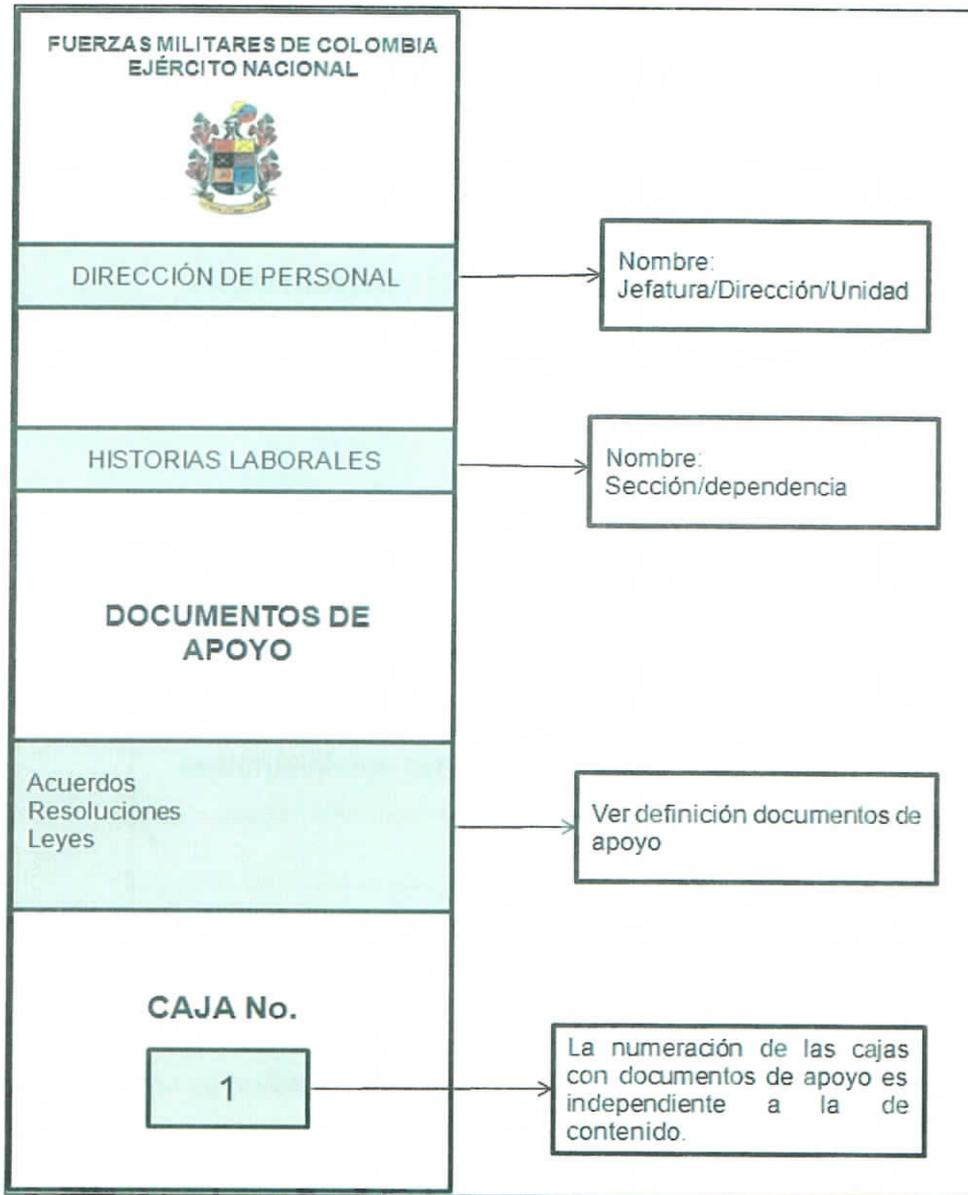 FUERZAS MILITARES DE COLOMBIA
EJÉRCITO NACIONAL
DIRECCIÓN DE PERSONAL
Nombre:
Jefatura/Dirección/Unidad
HISTORIAS LABORALES
Nombre:
Sección/dependencia
DOCUMENTOS DE
APOYO
Acuerdos
Resoluciones
Leyes
Ver definición documentos de
apoyo
CAJA No.
1
La numeración de las cajas
con documentos de apoyo es
independiente a la de
contenido.